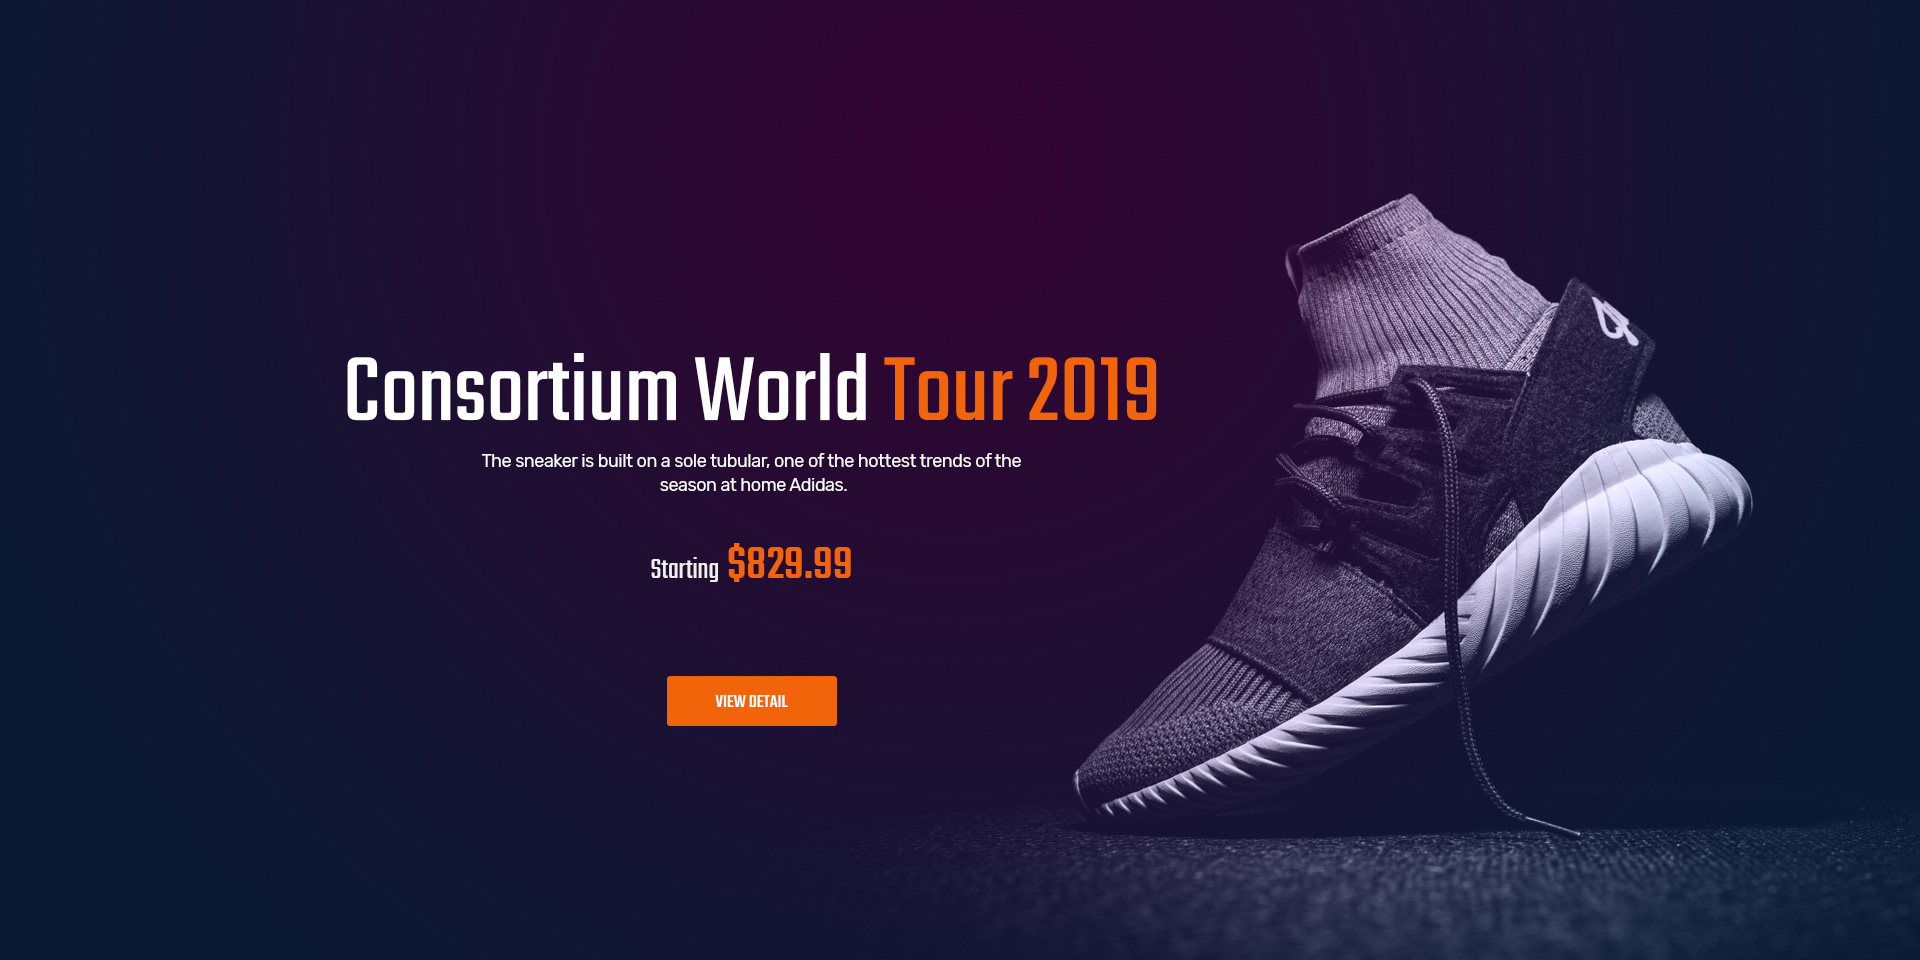 Consortium World Tour 2019
The sneaker is built on a sole tubular, one of the hottest trends of the
season at home Adidas.
Starting $829.99
VIEW DETAIL